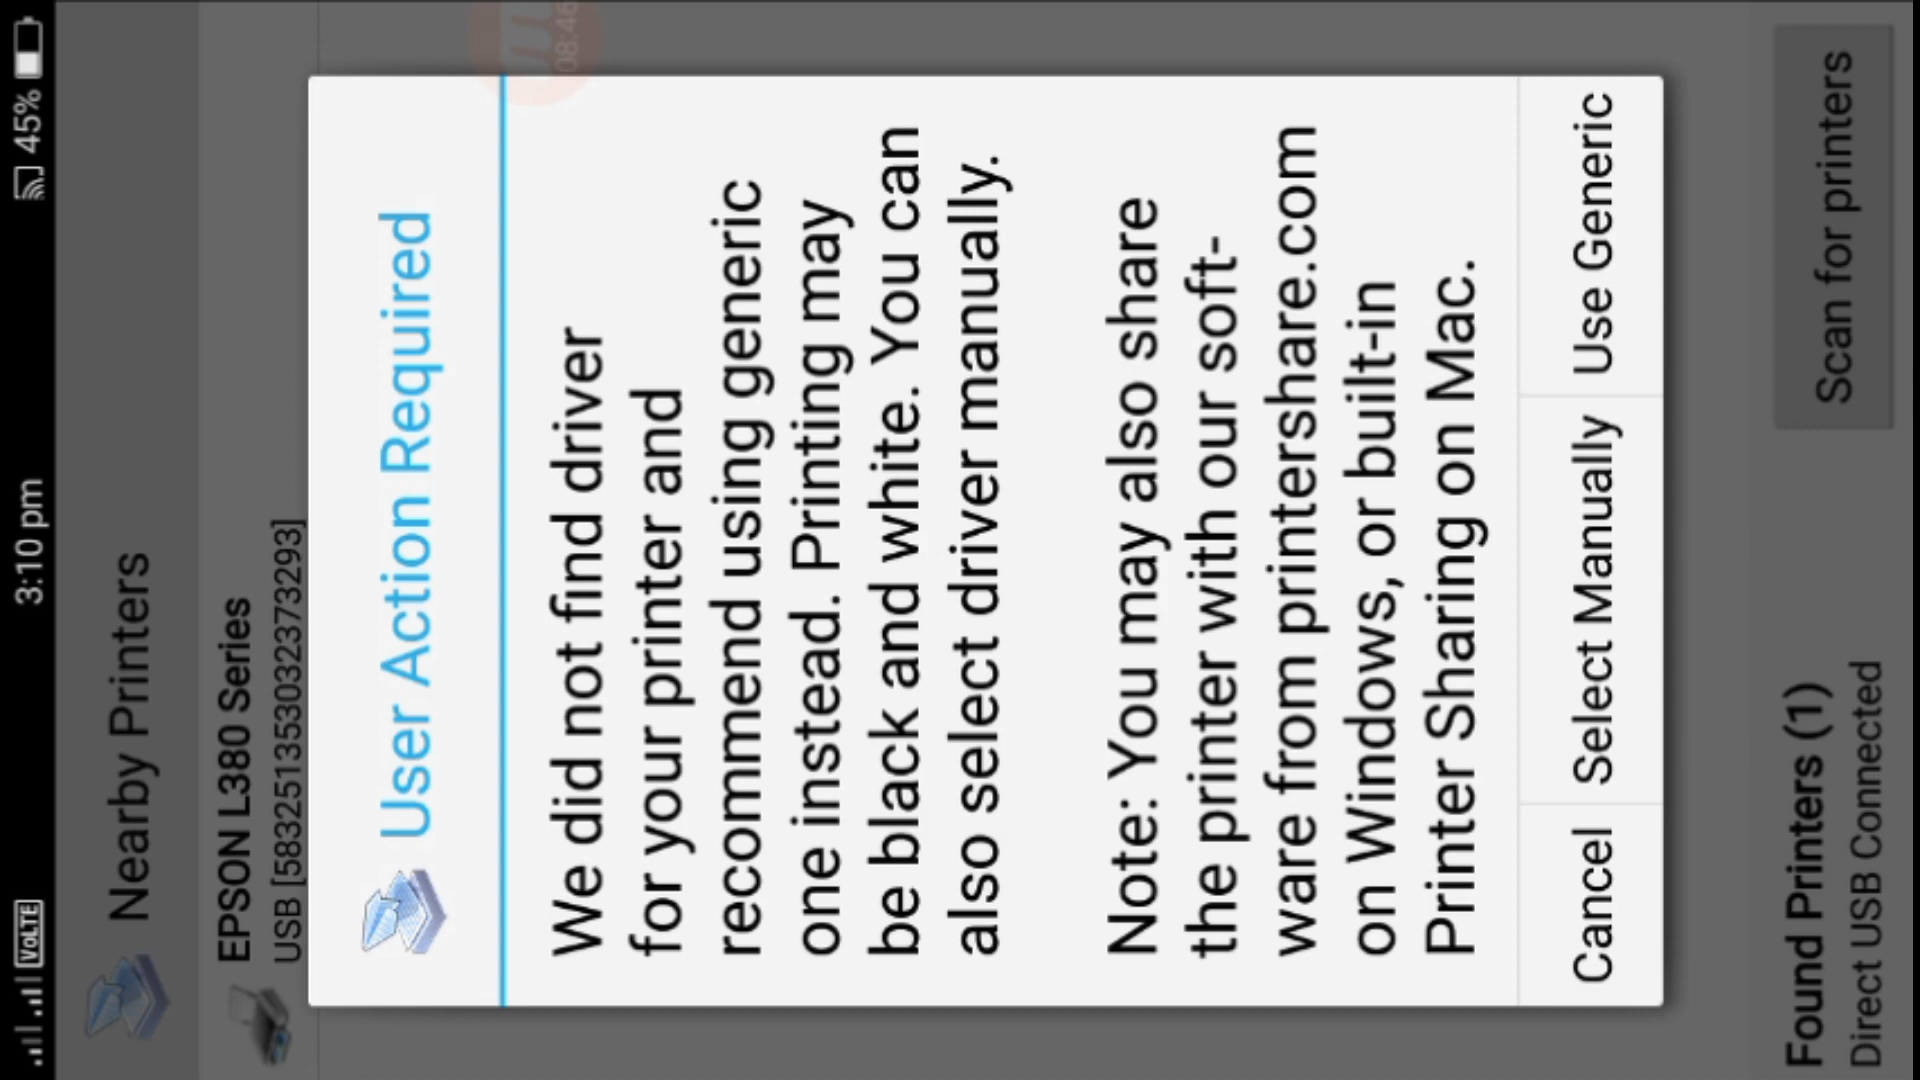 VoLTE 3:10 pm 45%
08:46
Nearby Printers
EPSON L380 Series
USB [583251353032373293]
User Action Required
We did not find driver
for your printer and
recommend using generic
one instead. Printing may
be black and white. You can
also select driver manually.
Note: You may also share
the printer with our soft-
ware from printershare.com
on Windows, or built-in
Printer Sharing on Mac.
Cancel Select Manually Use Generic
Found Printers (1)
Direct USB Connected
Scan for printers